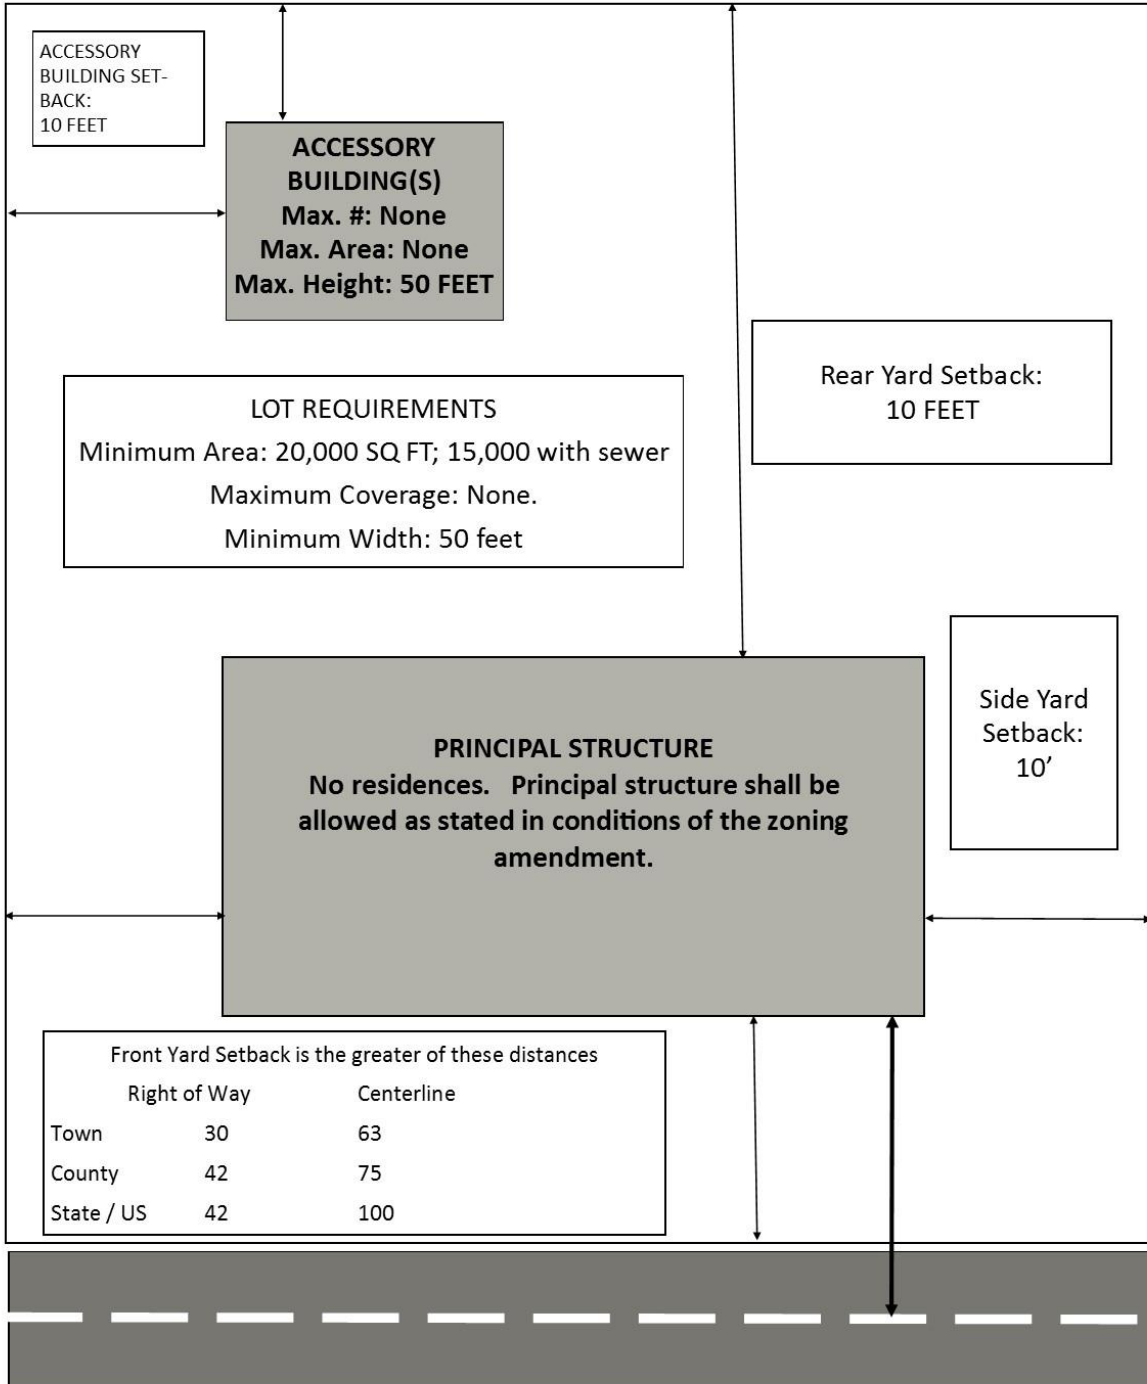 ACCESSORY
BUILDING SET-
BACK:
10 FEET
ACCESSORY
BUILDING(S)
Max. #: None
Max. Area: None
Max. Height: 50 FEET
Rear Yard Setback:
10 FEET
LOT REQUIREMENTS
Minimum Area: 20,000 SQ FT; 15,000 with sewer
Maximum Coverage: None.
Minimum Width: 50 feet
Side Yard
Setback:
10’
PRINCIPAL STRUCTURE
No residences. Principal structure shall be
allowed as stated in conditions of the zoning
amendment.
Front Yard Setback is the greater of these distances
Right of Way Centerline
Town 30 63
County 42 75
State / US 42 100